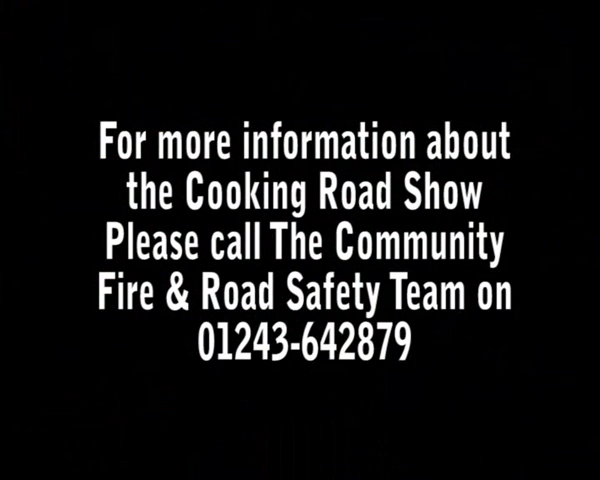 For more information about
the Cooking Road Show
Please call The Community
Fire & Road Safety Team on
01243-642879